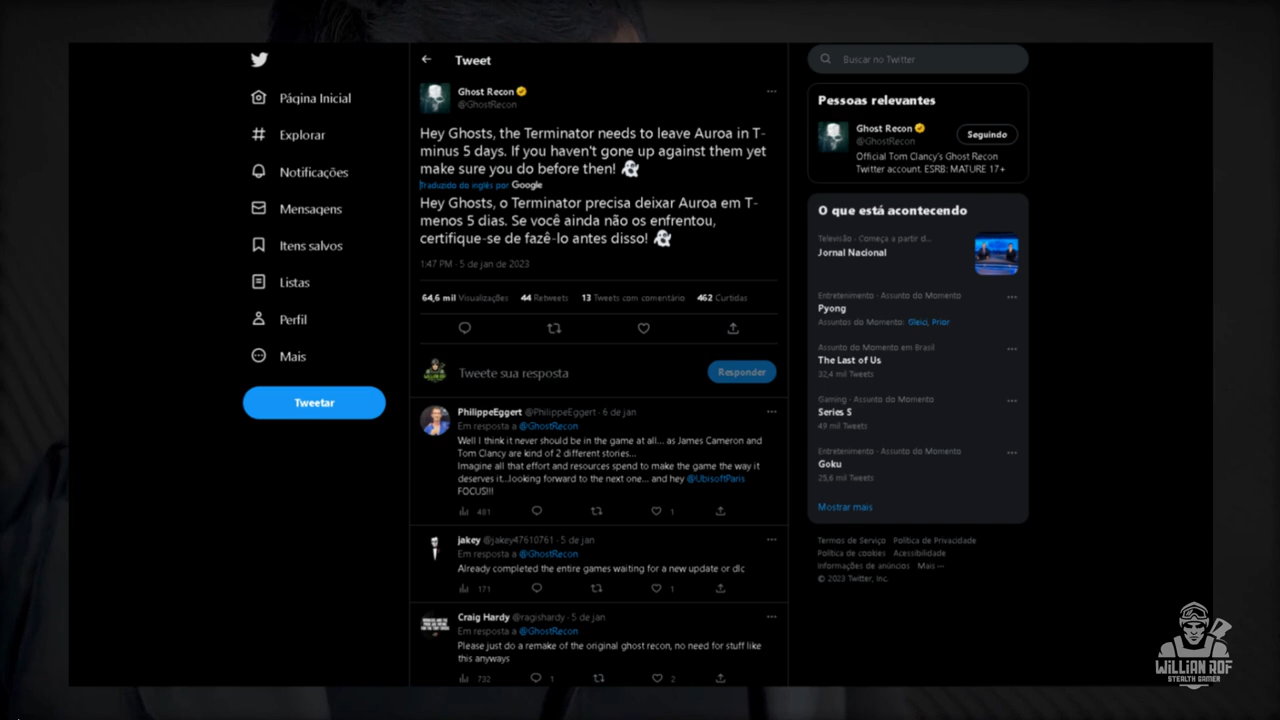 Página Inicial
Explorar
Notificações
Mensagens
Itens salvos
Listas
Perfil
Mais
Tweetar
Tweet
Ghost Recon
@GhostRecon
Hey Ghosts, the Terminator needs to leave Auroa in T-
minus 5 days. If you haven't gone up against them yet
make sure you do before then! 👻
Traduzido do inglês por Google
Hey Ghosts, o Terminator precisa deixar Auroa em T-
menos 5 dias. Se você ainda não os enfrentou,
certifique-se de fazê-lo antes disso! 👻
1:47 PM · 5 de jan de 2023
64,6 mil Visualizações 44 Retweets 13 Tweets com comentário 462 Curtidas
Tweete sua resposta
Responder
PhilippeEggert @PhilippeEggert · 6 de jan
Em resposta a @GhostRecon
Well I think it never should be in the game at all... as James Cameron and
Tom Clancy are kind of 2 different stories...
Imagine all that effort and resources spend to make the game the way it
deserves it...looking forward to the next one... and hey @UbisoftParis
FOCUS!!!
481 1
jakey @jakey47610761 · 5 de jan
Em resposta a @GhostRecon
Already completed the entire games waiting for a new update or dlc
171 1
Craig Hardy @ragishardy · 5 de jan
Em resposta a @GhostRecon
Please just do a remake of the original ghost recon, no need for stuff like
this anyways
732 1 2
Buscar no Twitter
Pessoas relevantes
Ghost Recon
@GhostRecon
Seguindo
Official Tom Clancy's Ghost Recon
Twitter account. ESRB: MATURE 17+
O que está acontecendo
Televisão · Começa a partir d...
Jornal Nacional
Entretenimento · Assunto do Momento
Pyong
Assuntos do Momento: Gleici, Prior
Assunto do Momento em Brasil
The Last of Us
32,4 mil Tweets
Gaming · Assunto do Momento
Series S
49 mil Tweets
Entretenimento · Assunto do Momento
Goku
25,6 mil Tweets
Mostrar mais
Termos de Serviço Política de Privacidade
Política de cookies Acessibilidade
Informações de anúncios Mais ···
© 2023 Twitter, Inc.
WILLIAN ROF
STEALTH GAMER